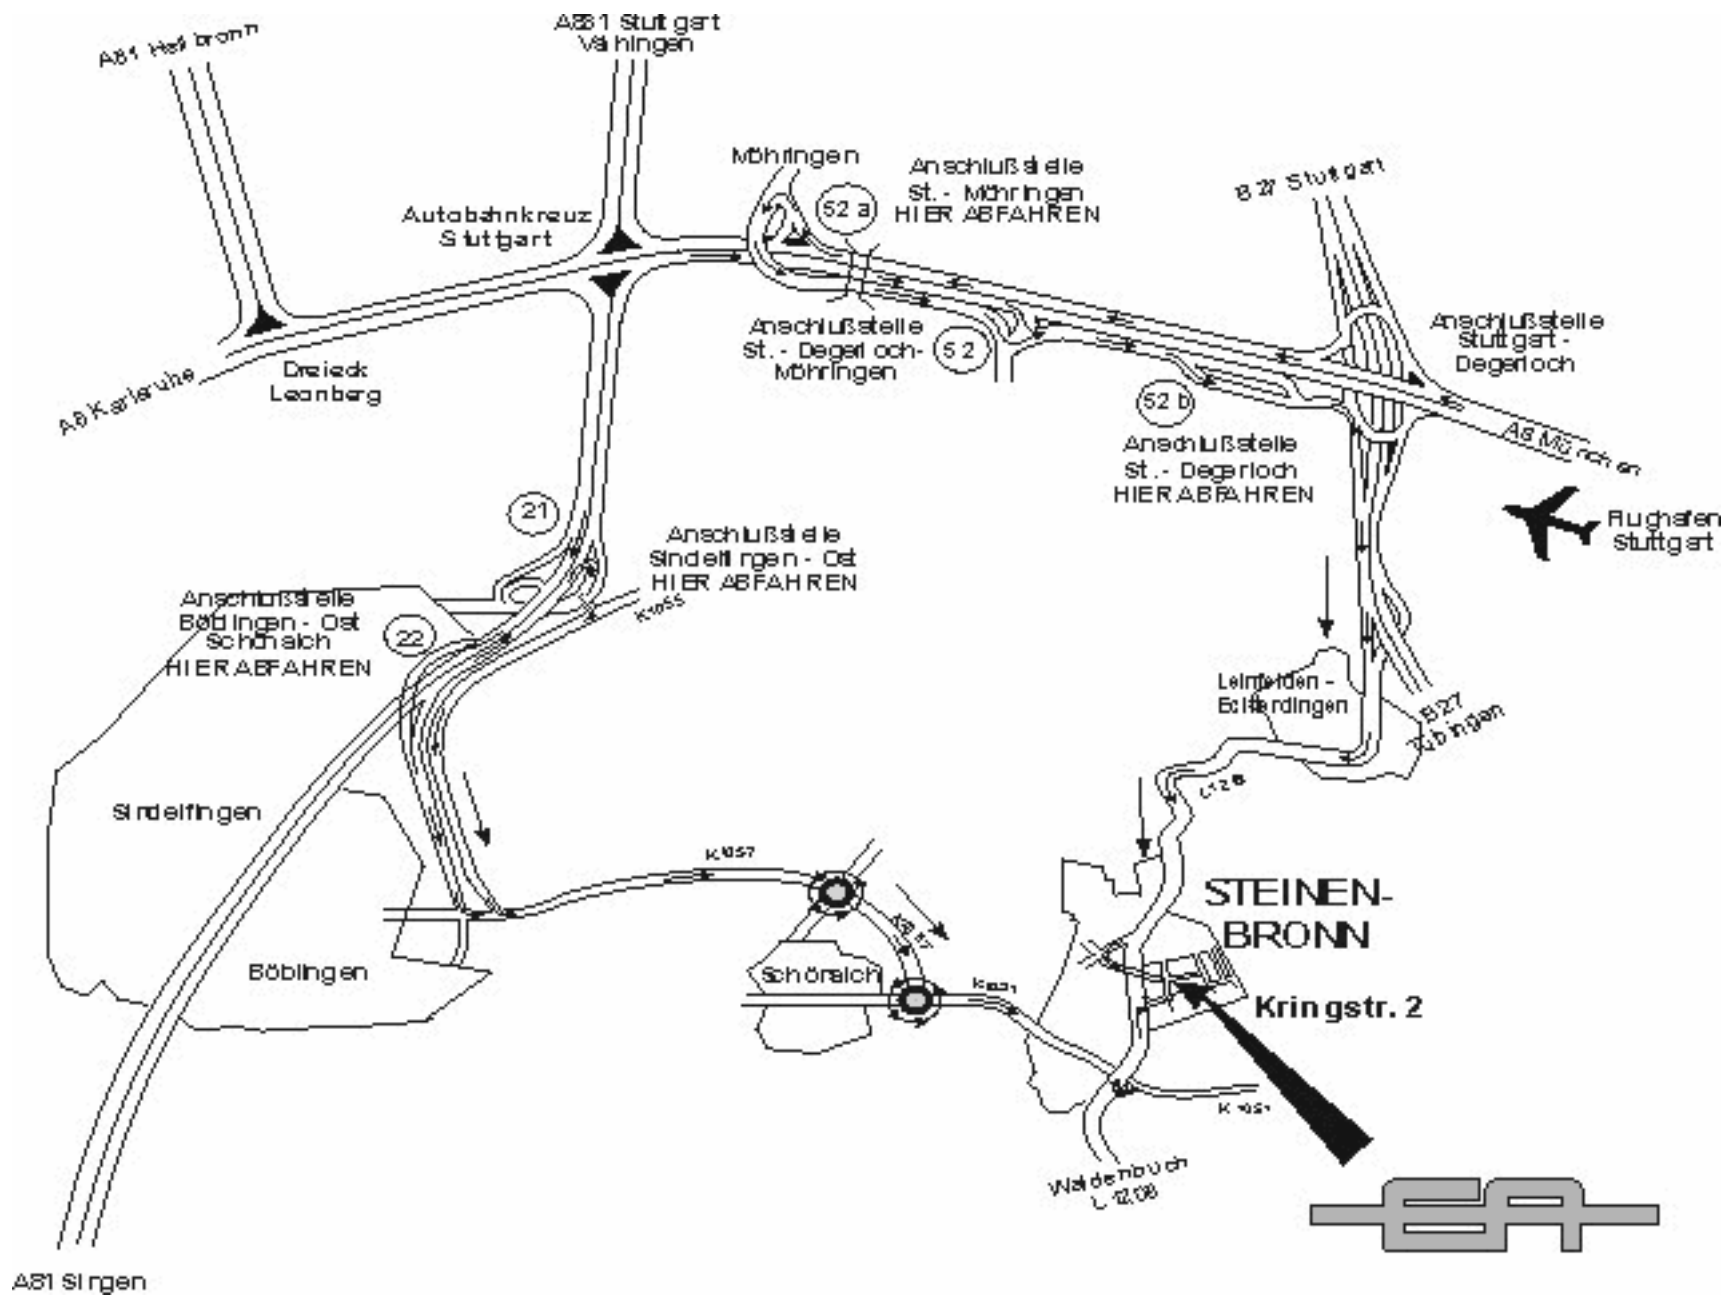 A81 Heilbronn
A831 Stuttgart
Vaihingen
Möhringen
Anschlußstelle
St. - Möhringen
HIER ABFAHREN
52 a
B 27 Stuttgart
Autobahnkreuz
Stuttgart
Anschlußstelle
St. - Degerloch-
Möhringen
52
Anschlußstelle
Stuttgart -
Degerloch
A8 Karlsruhe
Dreieck
Leonberg
52 b
Anschlußstelle
St. - Degerloch
HIER ABFAHREN
A8 München
Flughafen
Stuttgart
21
Anschlußstelle
Sindelfingen - Ost
HIER ABFAHREN
K1055
Anschlußstelle
Böblingen - Ost
Schönaich
HIER ABFAHREN
22
Leinfelden -
Echterdingen
B 27
Tübingen
Sindelfingen
K1057
STEINEN-
BRONN
Böblingen
Schönaich
Kringstr. 2
K 1051
Waldenbuch
L 1208
EA
A81 Singen